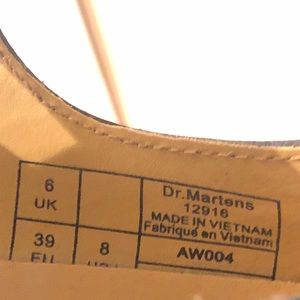 6
UK
Dr.Martens
12916
MADE IN VIETNAM
Fabriqué en Vietnam
39
EU
8
AW004